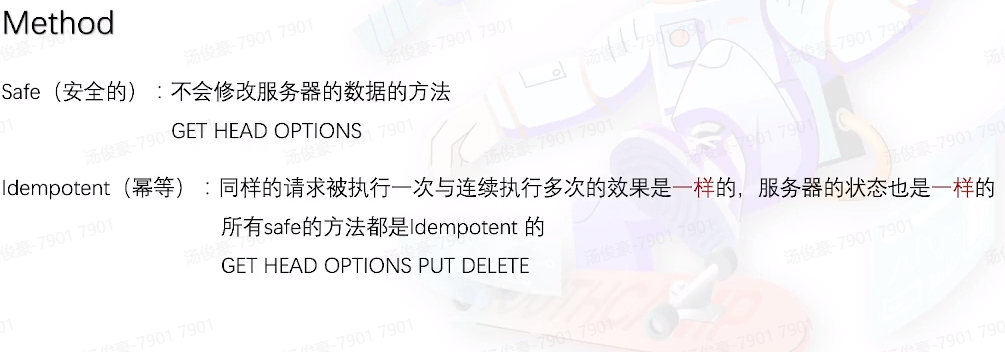 Method
Safe（安全的）：不会修改服务器的数据的方法
GET HEAD OPTIONS
Idempotent（幂等）：同样的请求被执行一次与连续执行多次的效果是一样的，服务器的状态也是一样的
所有safe的方法都是Idempotent 的
GET HEAD OPTIONS PUT DELETE
汤俊豪-7901 7901